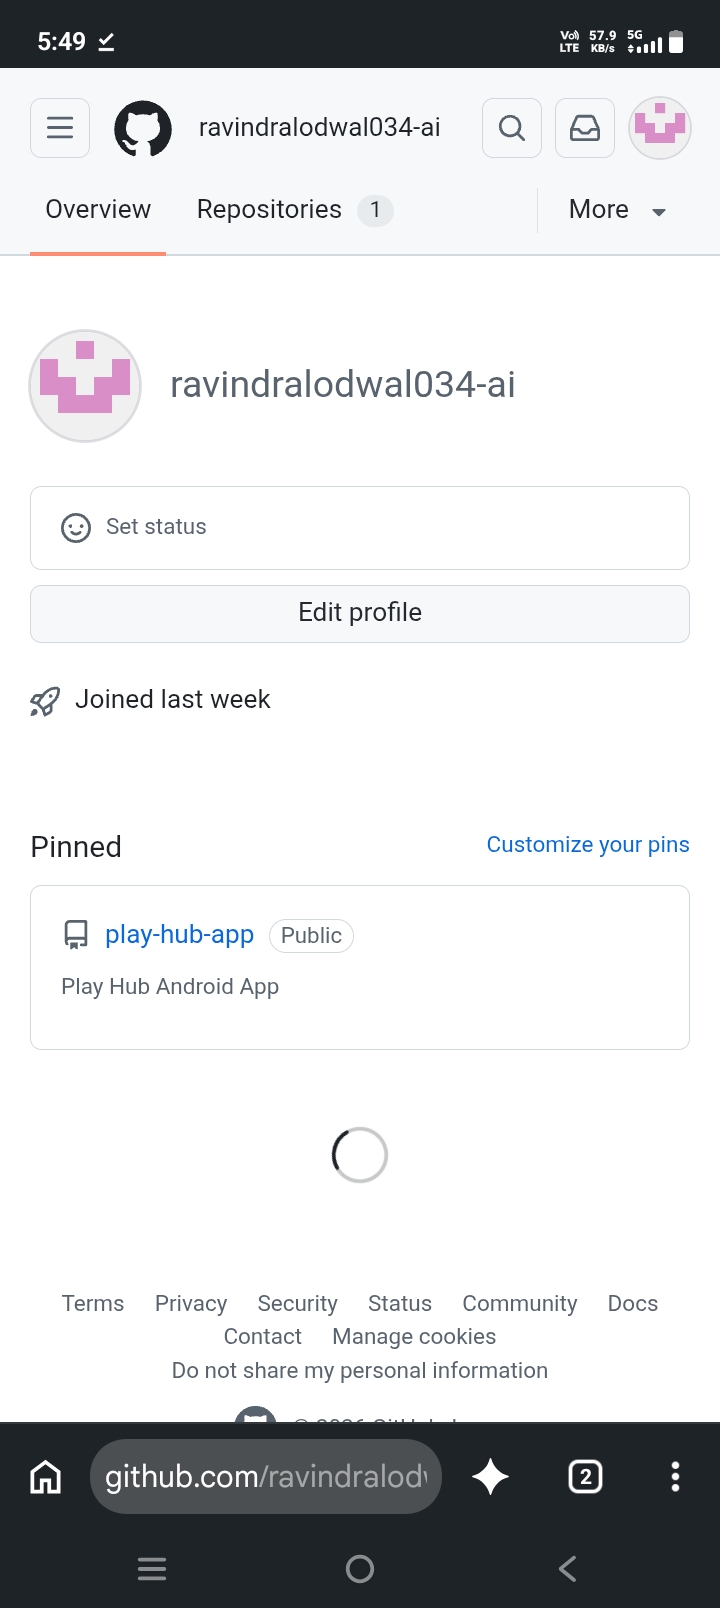 5:49
Vo) LTE 57.9 KB/s 5G
ravindralodwal034-ai
Overview Repositories 1 More
ravindralodwal034-ai
Set status
Edit profile
Joined last week
Pinned Customize your pins
play-hub-app Public
Play Hub Android App
Terms Privacy Security Status Community Docs
Contact Manage cookies
Do not share my personal information
github.com/ravindralod
2